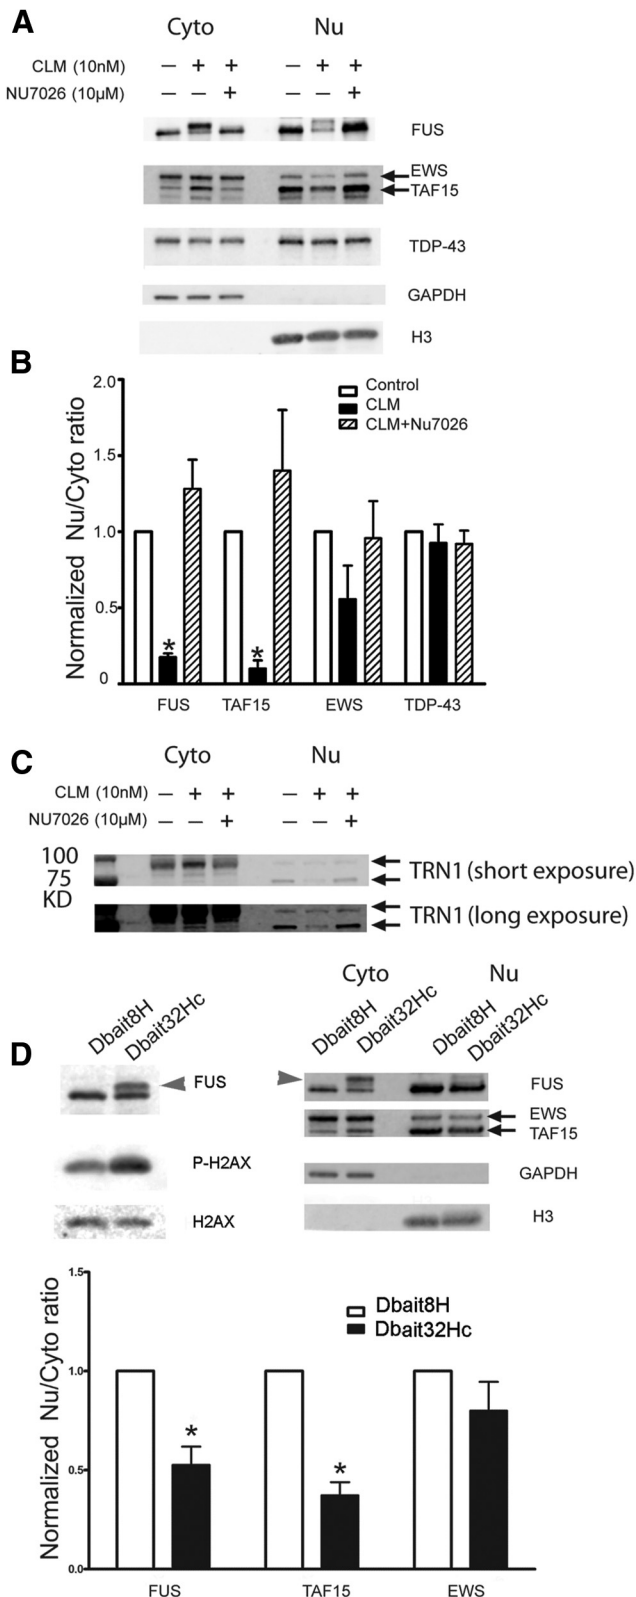 A
Cyto Nu
CLM (10nM) — + + — + +
NU7026 (10µM) — — + — — +
FUS
EWS
TAF15
TDP-43
GAPDH
H3
B
Normalized Nu/Cyto ratio
2.0
1.5
1.0
0.5
0
Control
CLM
CLM+Nu7026
* *
FUS TAF15 EWS TDP-43
C
Cyto Nu
CLM (10nM) — + + — + +
NU7026 (10µM) — — + — — +
100
75
KD
TRN1 (short exposure)
TRN1 (long exposure)
D
Dbait8H Dbait32Hc
FUS
P-H2AX
H2AX
Cyto Nu
Dbait8H Dbait32Hc Dbait8H Dbait32Hc
FUS
EWS
TAF15
GAPDH
H3
Normalized Nu/Cyto ratio
1.5
1.0
0.5
0.0
Dbait8H
Dbait32Hc
* *
FUS TAF15 EWS